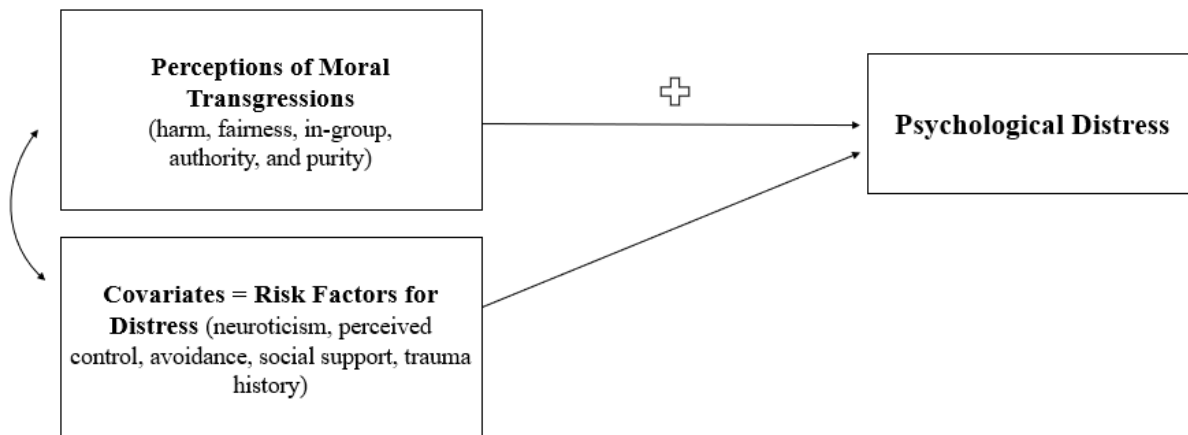 Perceptions of Moral
Transgressions
(harm, fairness, in-group,
authority, and purity)
Psychological Distress
Covariates = Risk Factors for
Distress (neuroticism, perceived
control, avoidance, social support, trauma
history)